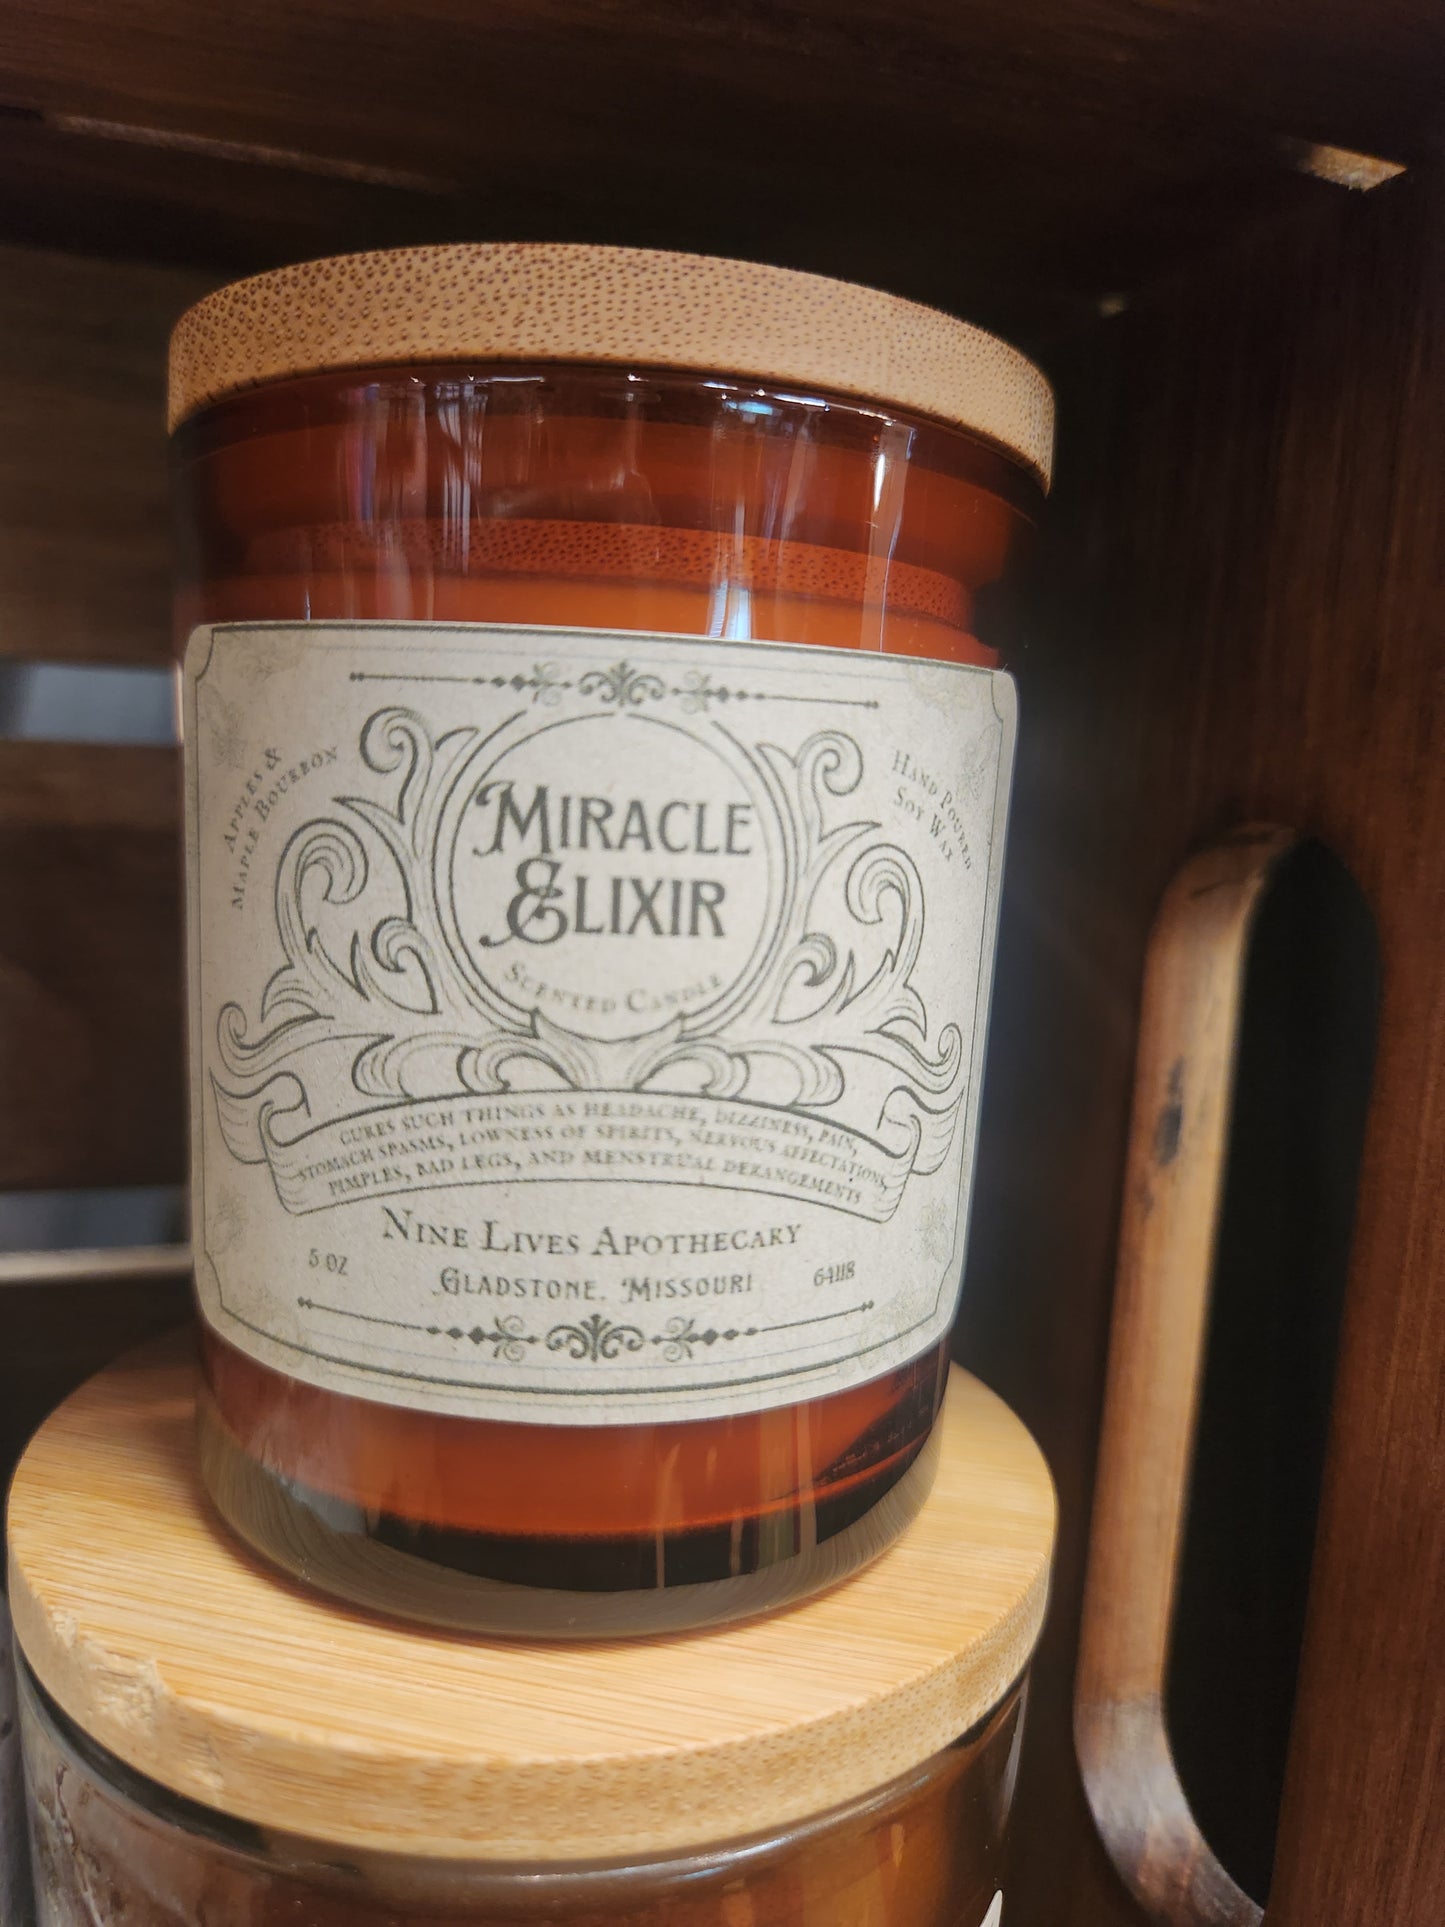 Apples &
Maple Bourbon
Hand Poured
Soy Wax
Miracle
Elixir
Scented Candle
Cures such things as headache, dizziness, pain,
stomach spasms, lowness of spirits, nervous affectations,
pimples, bad legs, and menstrual derangements
Nine Lives Apothecary
5 oz
Gladstone, Missouri
64118